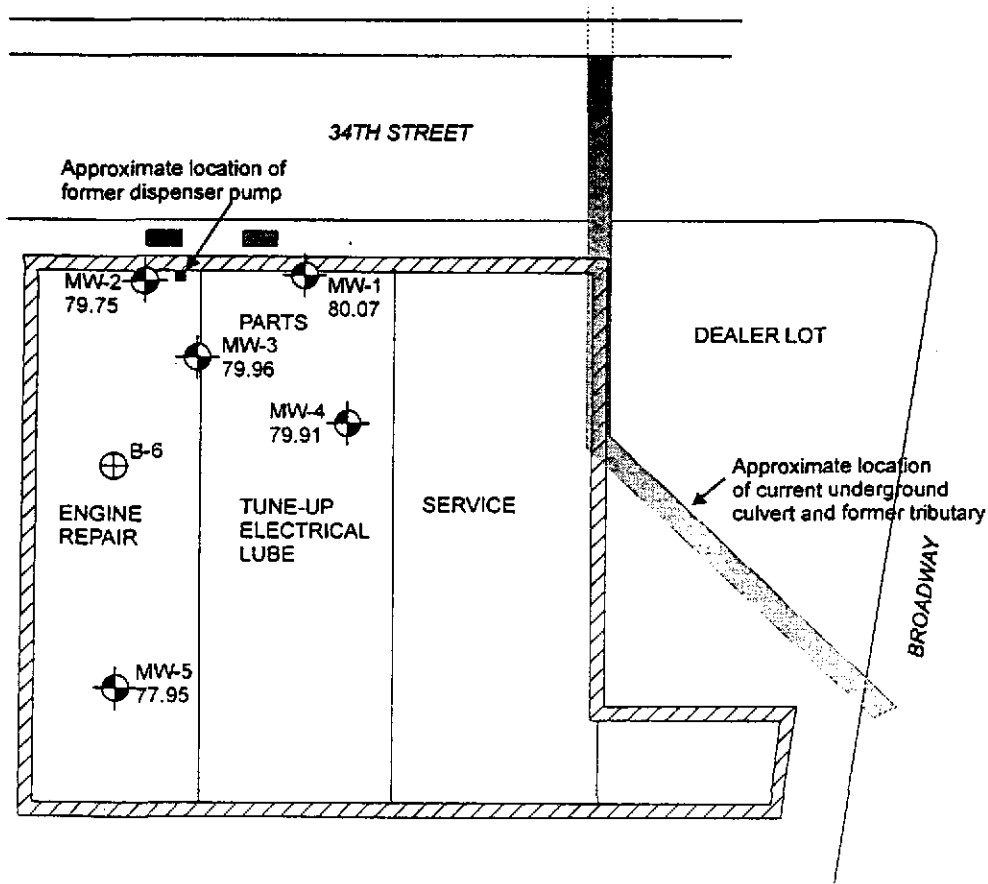 34TH STREET
Approximate location of
former dispenser pump
MW-2
79.75
MW-1
80.07
PARTS
MW-3
79.96
DEALER LOT
MW-4
79.91
B-6
Approximate location
of current underground
culvert and former tributary
ENGINE
REPAIR
TUNE-UP
ELECTRICAL
LUBE
SERVICE
BROADWAY
MW-5
77.95